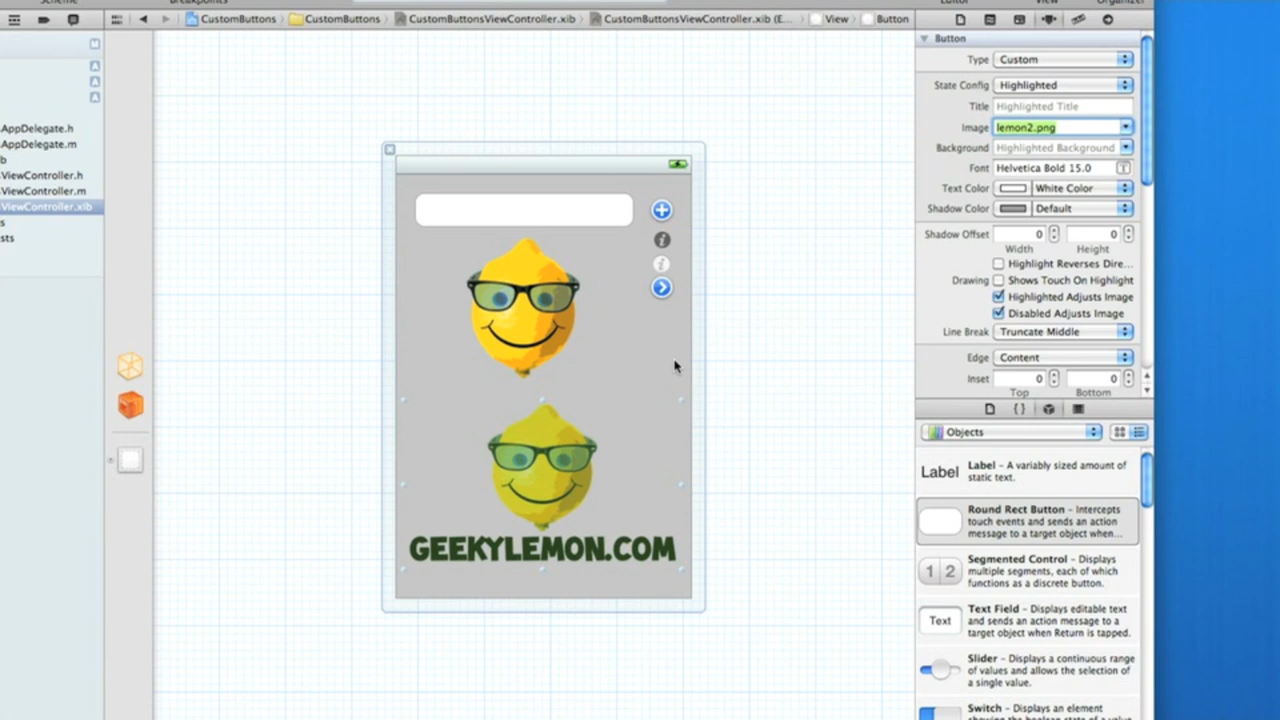 Scheme
Breakpoints
Editor
View
Organizer
CustomButtons
CustomButtons
CustomButtonsViewController.xib
CustomButtonsViewController.xib (E...
View
Button
M
A
A
A
AppDelegate.h
AppDelegate.m
b
ViewController.h
ViewController.m
ViewController.xib
s
sts
GEEKYLEMON.COM
Button
Type Custom
State Config Highlighted
Title Highlighted Title
Image lemon2.png
Background Highlighted Background
Font Helvetica Bold 15.0 T
Text Color White Color
Shadow Color Default
Shadow Offset 0 0
Width Height
Highlight Reverses Dire...
Drawing Shows Touch On Highlight
Highlighted Adjusts Image
Disabled Adjusts Image
Line Break Truncate Middle
Edge Content
Inset 0 0
Top Bottom
{ }
Objects
Label
Label – A variably sized amount of
static text.
Round Rect Button – Intercepts
touch events and sends an action
message to a target object when...
1 2
Segmented Control – Displays
multiple segments, each of which
functions as a discrete button.
Text
Text Field – Displays editable text
and sends an action message to a
target object when Return is tapped.
Slider – Displays a continuous range
of values and allows the selection of
a single value.
Switch – Displays an element
showing the boolean state of a value.